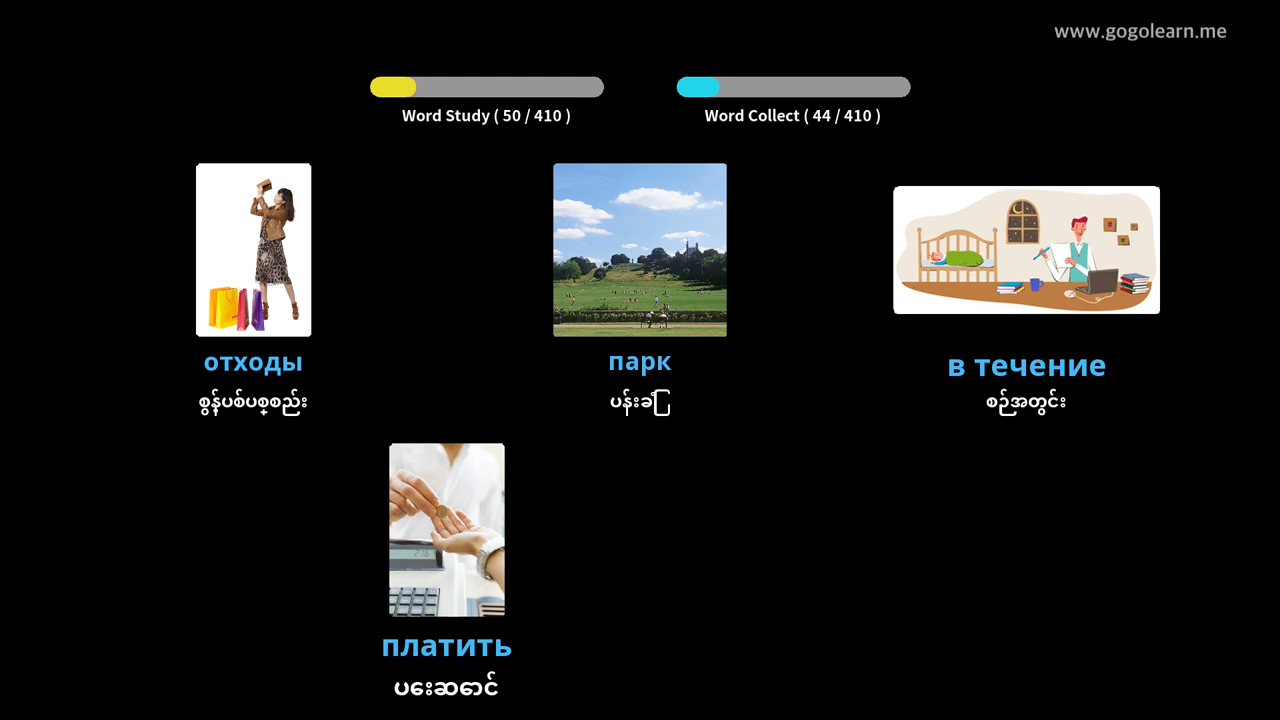 www.gogolearn.me
Word Study ( 50 / 410 )
Word Collect ( 44 / 410 )
отходы
парк
в течение
စွန့်ပစ်ပစ္စည်း
ပန်းခြံ
စဉ်အတွင်း
платить
ပေးဆောင်